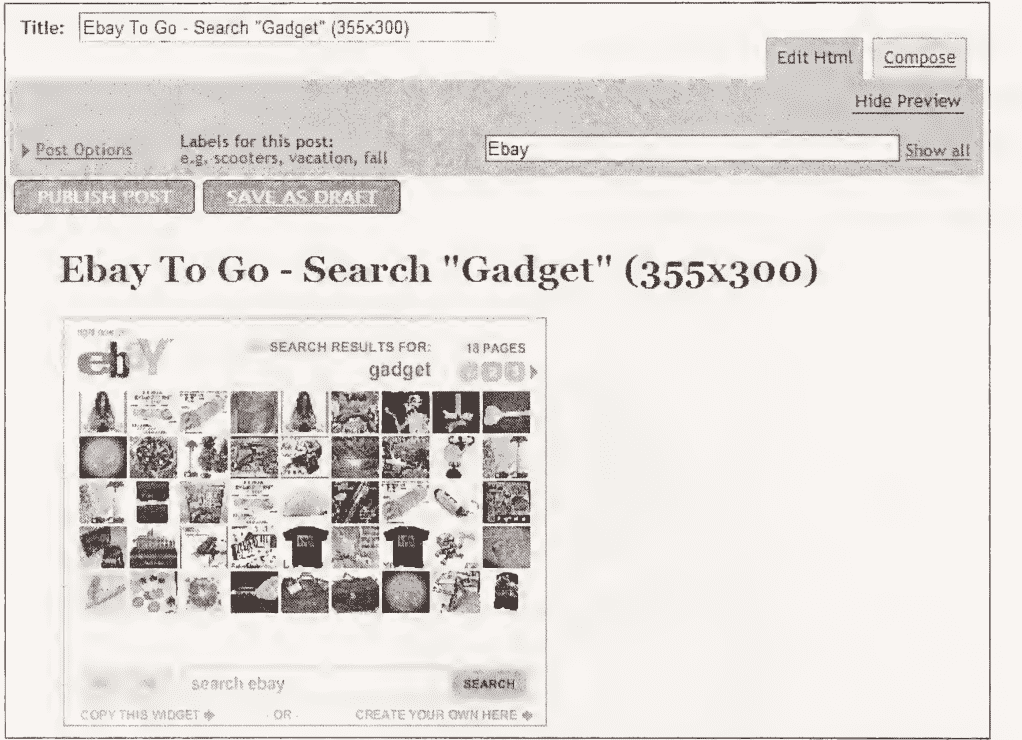 Title: Ebay To Go - Search "Gadget" (355x300)
Edit Html Compose
Hide Preview
Post Options
Labels for this post:
e.g, scooters, vacation, fall
Ebay
Show all
PUBLISH POST SAVE AS DRAFT
Ebay To Go - Search "Gadget" (355x300)
ebY
SEARCH RESULTS FOR:
gadget
18 PAGES
search ebay
SEARCH
COPY THIS WIDGET - OR - CREATE YOUR OWN HERE